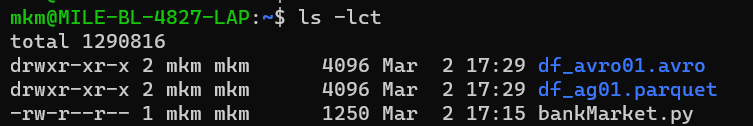 mkm@MILE-BL-4827-LAP:~$ ls -lct
total 1290816
drwxr-xr-x 2 mkm mkm       4096 Mar  2 17:29 df_avro01.avro
drwxr-xr-x 2 mkm mkm       4096 Mar  2 17:29 df_ag01.parquet
-rw-r--r-- 1 mkm mkm       1250 Mar  2 17:15 bankMarket.py